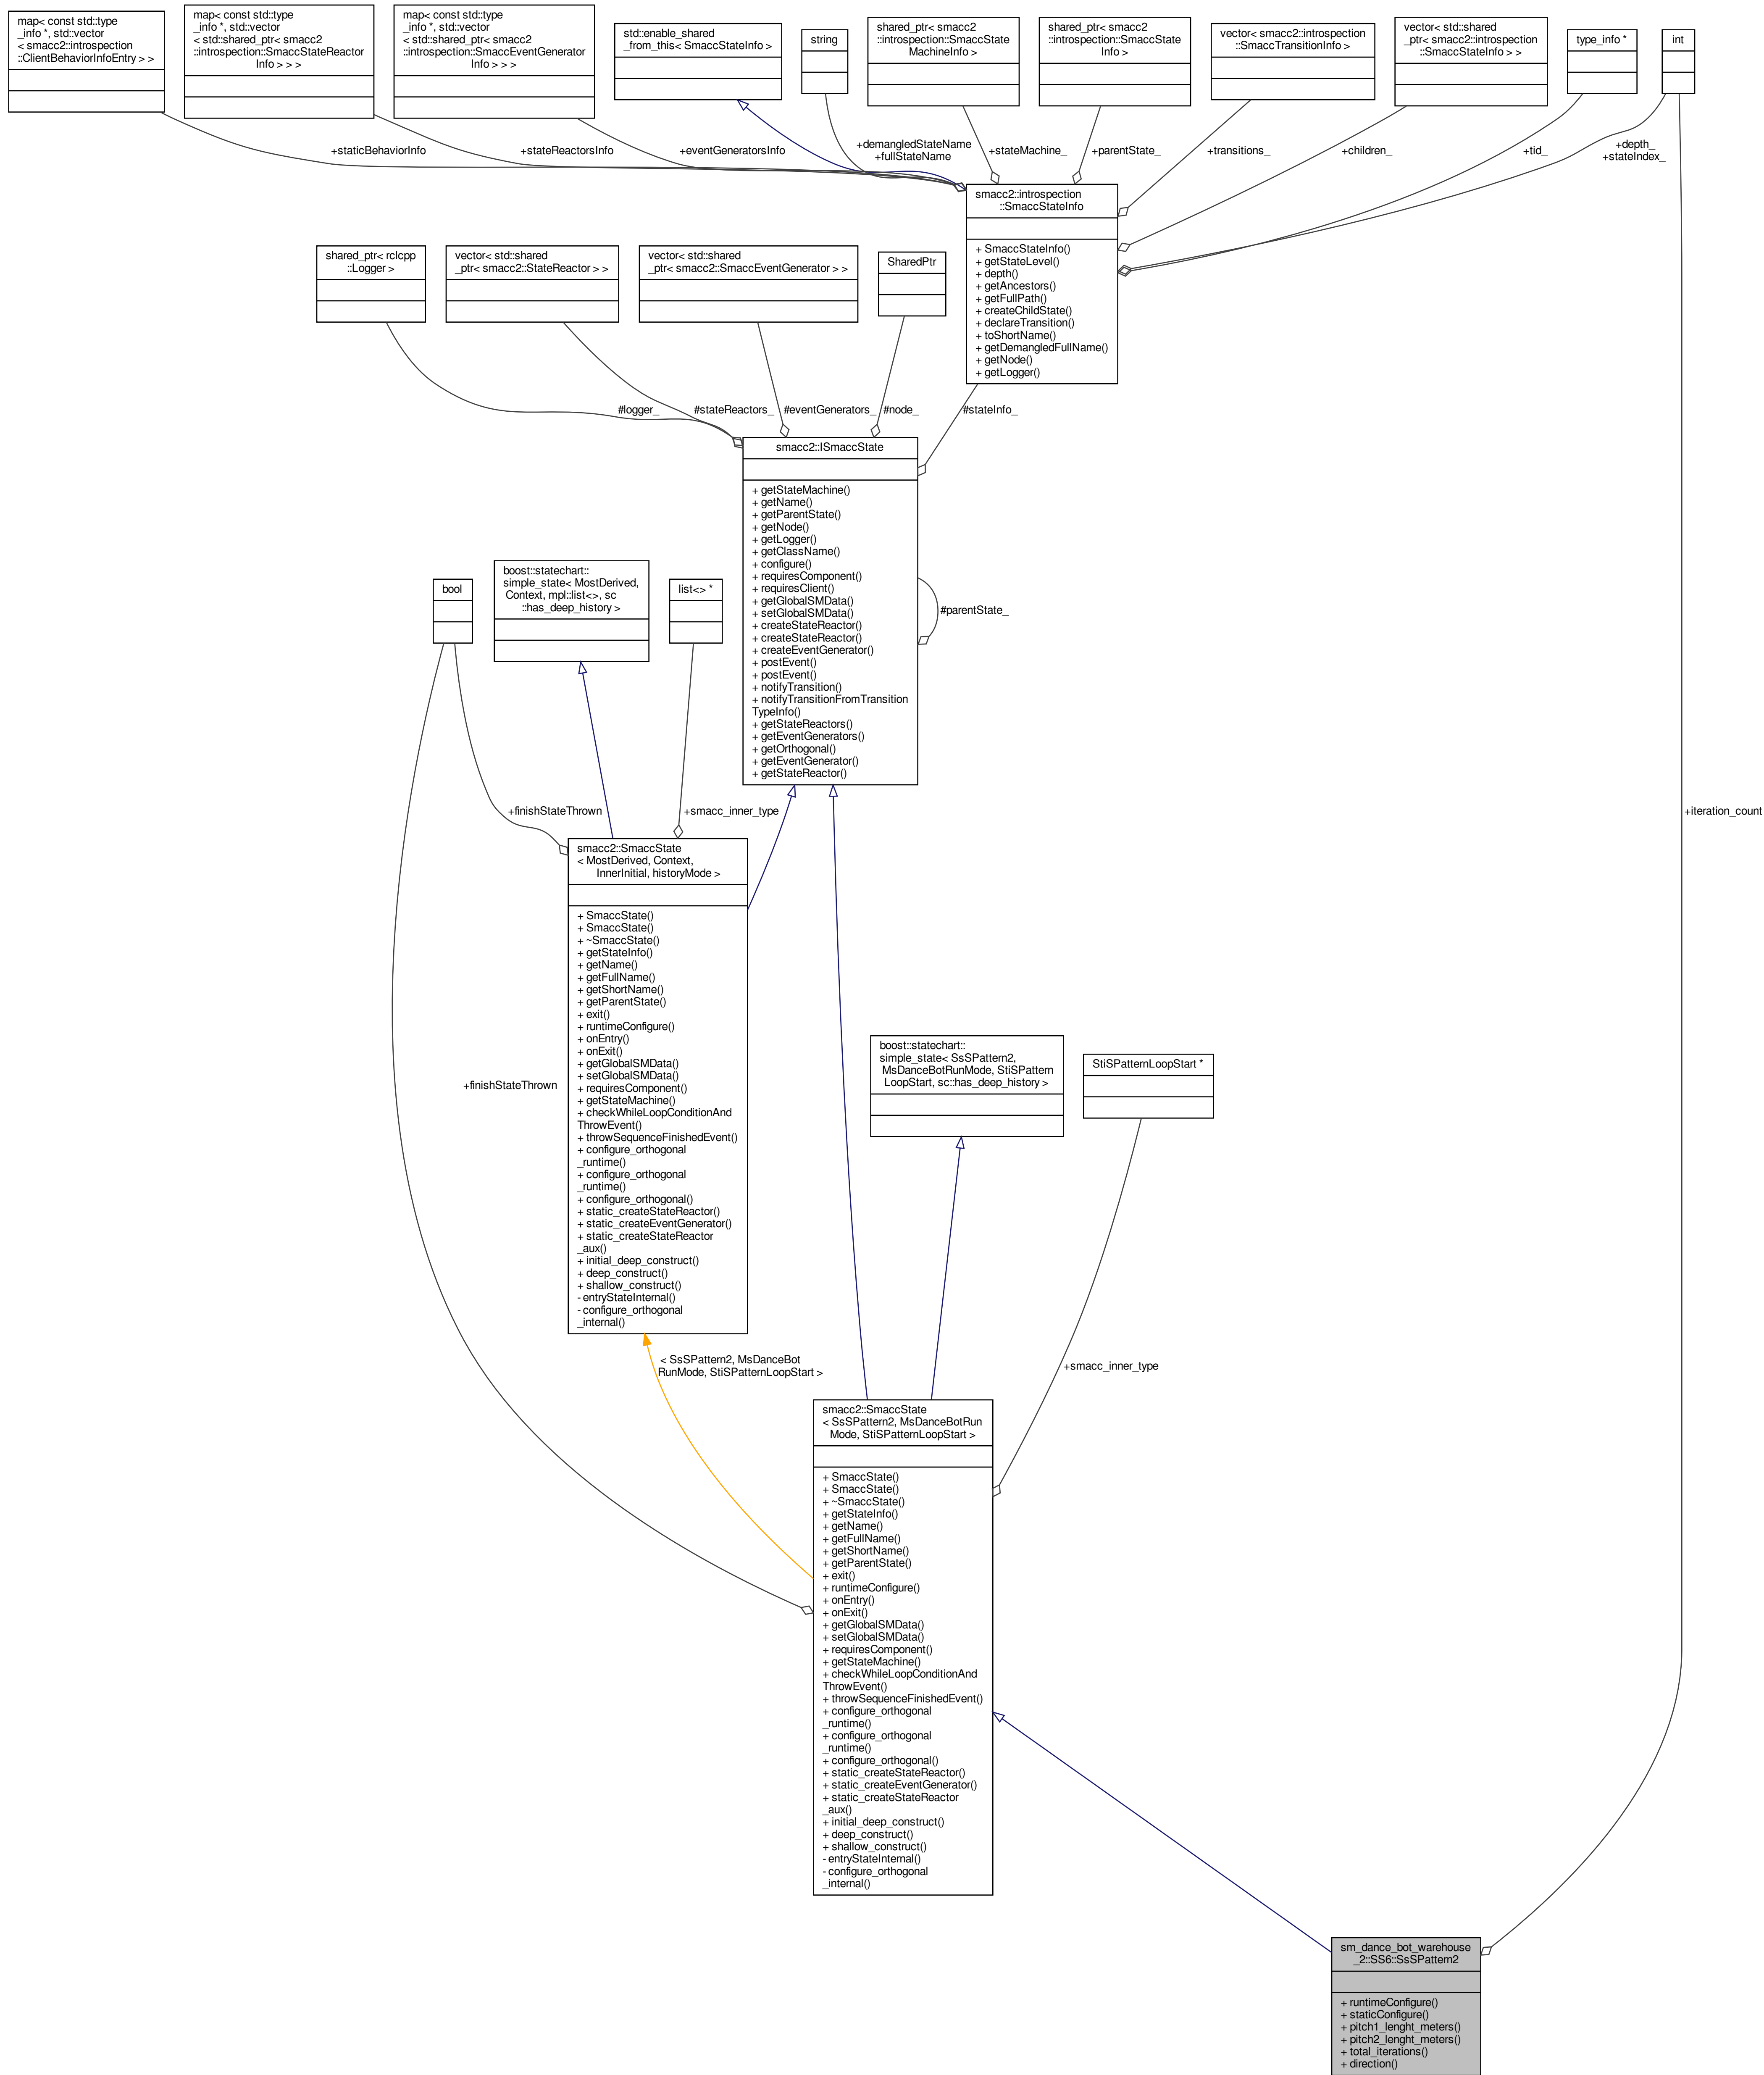 map< const std::type
_info *, std::vector
< smacc2::introspection
::ClientBehaviorInfoEntry > >
map< const std::type
_info *, std::vector
< std::shared_ptr< smacc2
::introspection::SmaccStateReactor
Info > > >
map< const std::type
_info *, std::vector
< std::shared_ptr< smacc2
::introspection::SmaccEventGenerator
Info > > >
std::enable_shared
_from_this< SmaccStateInfo >
string
shared_ptr< smacc2
::introspection::SmaccState
MachineInfo >
shared_ptr< smacc2
::introspection::SmaccState
Info >
vector< smacc2::introspection
::SmaccTransitionInfo >
vector< std::shared
_ptr< smacc2::introspection
::SmaccStateInfo > >
type_info *
int
+staticBehaviorInfo
+stateReactorsInfo
+eventGeneratorsInfo
+demangledStateName
+fullStateName
+stateMachine_
+parentState_
+transitions_
+children_
+tid_
+depth_
+stateIndex_
smacc2::introspection
::SmaccStateInfo
+ SmaccStateInfo()
+ getStateLevel()
+ depth()
+ getAncestors()
+ getFullPath()
+ createChildState()
+ declareTransition()
+ toShortName()
+ getDemangledFullName()
+ getNode()
+ getLogger()
shared_ptr< rclcpp
::Logger >
vector< std::shared
_ptr< smacc2::StateReactor > >
vector< std::shared
_ptr< smacc2::SmaccEventGenerator > >
SharedPtr
#logger_
#stateReactors_
#eventGenerators_
#node_
#stateInfo_
smacc2::ISmaccState
+ getStateMachine()
+ getName()
+ getParentState()
+ getNode()
+ getLogger()
+ getClassName()
+ configure()
+ requiresComponent()
+ requiresClient()
+ getGlobalSMData()
+ setGlobalSMData()
+ createStateReactor()
+ createStateReactor()
+ createEventGenerator()
+ postEvent()
+ postEvent()
+ notifyTransition()
+ notifyTransitionFromTransition
TypeInfo()
+ getStateReactors()
+ getEventGenerators()
+ getOrthogonal()
+ getEventGenerator()
+ getStateReactor()
#parentState_
bool
boost::statechart::
simple_state< MostDerived,
Context, mpl::list<>, sc
::has_deep_history >
list<> *
+finishStateThrown
+smacc_inner_type
+iteration_count
smacc2::SmaccState
< MostDerived, Context,
InnerInitial, historyMode >
+ SmaccState()
+ SmaccState()
+ ~SmaccState()
+ getStateInfo()
+ getName()
+ getFullName()
+ getShortName()
+ getParentState()
+ exit()
+ runtimeConfigure()
+ onEntry()
+ onExit()
+ getGlobalSMData()
+ setGlobalSMData()
+ requiresComponent()
+ getStateMachine()
+ checkWhileLoopConditionAnd
ThrowEvent()
+ throwSequenceFinishedEvent()
+ configure_orthogonal
_runtime()
+ configure_orthogonal
_runtime()
+ configure_orthogonal()
+ static_createStateReactor()
+ static_createEventGenerator()
+ static_createStateReactor
_aux()
+ initial_deep_construct()
+ deep_construct()
+ shallow_construct()
- entryStateInternal()
- configure_orthogonal
_internal()
+finishStateThrown
boost::statechart::
simple_state< SsSPattern2,
MsDanceBotRunMode, StiSPattern
LoopStart, sc::has_deep_history >
StiSPatternLoopStart *
< SsSPattern2, MsDanceBot
RunMode, StiSPatternLoopStart >
+smacc_inner_type
smacc2::SmaccState
< SsSPattern2, MsDanceBotRun
Mode, StiSPatternLoopStart >
+ SmaccState()
+ SmaccState()
+ ~SmaccState()
+ getStateInfo()
+ getName()
+ getFullName()
+ getShortName()
+ getParentState()
+ exit()
+ runtimeConfigure()
+ onEntry()
+ onExit()
+ getGlobalSMData()
+ setGlobalSMData()
+ requiresComponent()
+ getStateMachine()
+ checkWhileLoopConditionAnd
ThrowEvent()
+ throwSequenceFinishedEvent()
+ configure_orthogonal
_runtime()
+ configure_orthogonal
_runtime()
+ configure_orthogonal()
+ static_createStateReactor()
+ static_createEventGenerator()
+ static_createStateReactor
_aux()
+ initial_deep_construct()
+ deep_construct()
+ shallow_construct()
- entryStateInternal()
- configure_orthogonal
_internal()
sm_dance_bot_warehouse
_2::SS6::SsSPattern2
+ runtimeConfigure()
+ staticConfigure()
+ pitch1_lenght_meters()
+ pitch2_lenght_meters()
+ total_iterations()
+ direction()